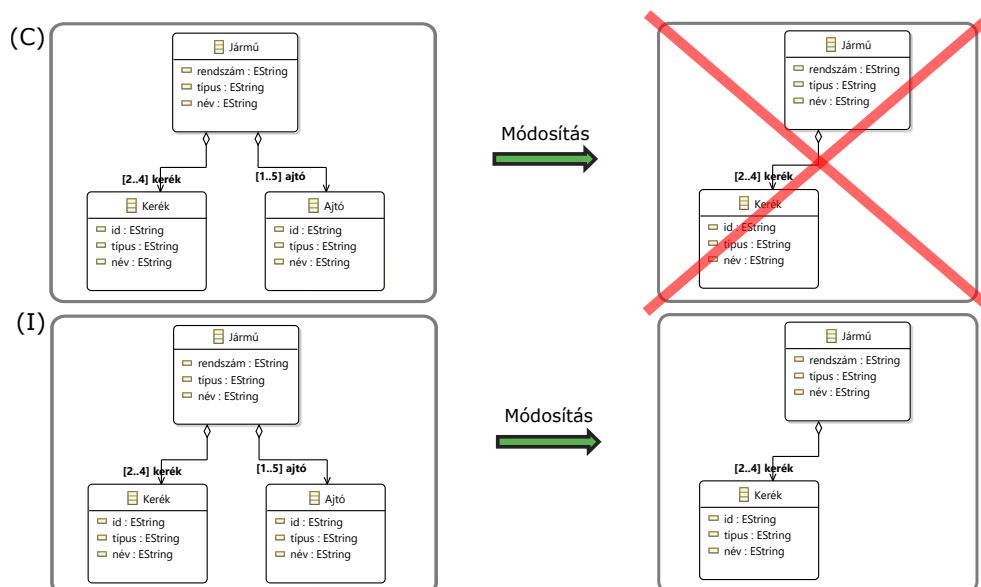 (C)
Jármű
rendszám : EString
típus : EString
név : EString
[2..4] kerék
[1..5] ajtó
Kerék
id : EString
típus : EString
név : EString
Ajtó
id : EString
típus : EString
név : EString
Módosítás
Jármű
rendszám : EString
típus : EString
név : EString
[2..4] kerék
Kerék
id : EString
típus : EString
név : EString
(I)
Jármű
rendszám : EString
típus : EString
név : EString
[2..4] kerék
[1..5] ajtó
Kerék
id : EString
típus : EString
név : EString
Ajtó
id : EString
típus : EString
név : EString
Módosítás
Jármű
rendszám : EString
típus : EString
név : EString
[2..4] kerék
Kerék
id : EString
típus : EString
név : EString